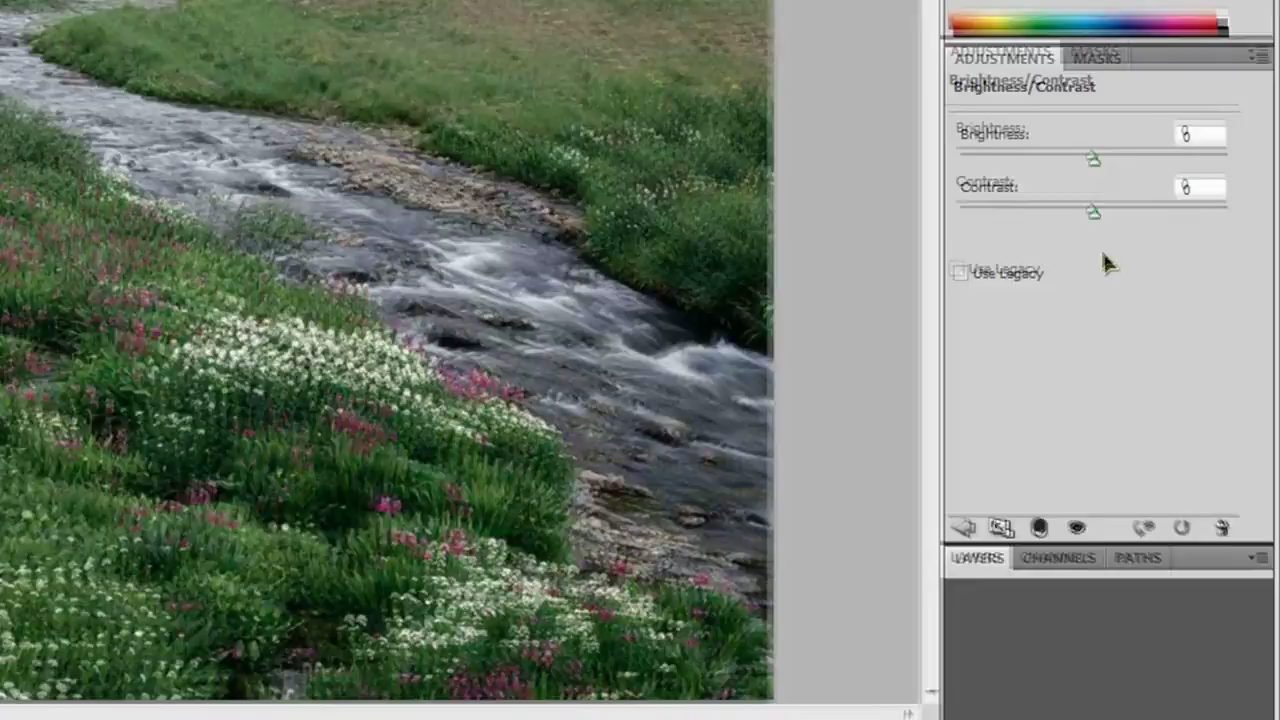 ADJUSTMENTS MASKS
Brightness/Contrast
Brightness: 0
Contrast: 0
Use Legacy
LAYERS CHANNELS PATHS